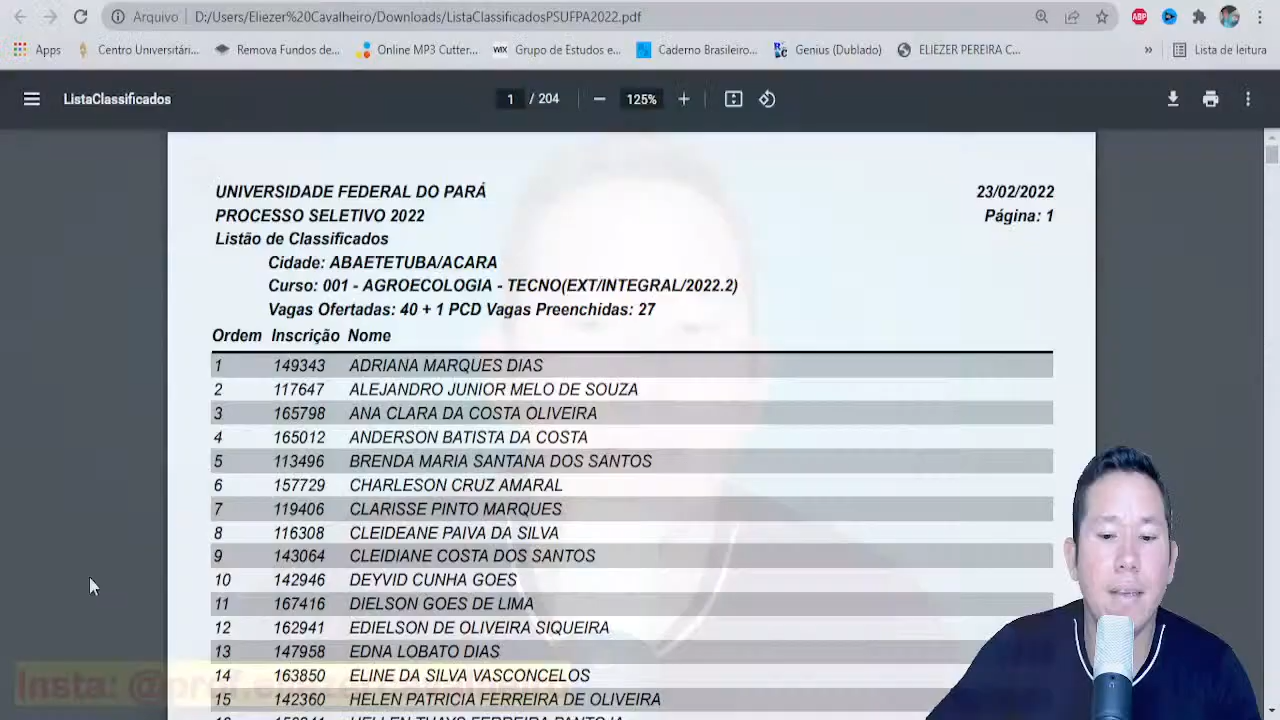 Arquivo | D:/Users/Eliezer%20Cavalheiro/Downloads/ListaClassificadosPSUFPA2022.pdf
ABP
Apps Centro Universitári... Remova Fundos de... Online MP3 Cutter... WIX Grupo de Estudos e... Caderno Sistema Genius (Dublado) ELIEZER PEREIRA C... » Lista de leitura
ListaClassificados 1 / 204 − 125% +
UNIVERSIDADE FEDERAL DO PARÁ 23/02/2022
PROCESSO SELETIVO 2022 Página: 1
Listão de Classificados
Cidade: ABAETETUBA/ACARA
Curso: 001 - AGROECOLOGIA - TECNO(EXT/INTEGRAL/2022.2)
Vagas Ofertadas: 40 + 1 PCD Vagas Preenchidas: 27
Ordem Inscrição Nome
1 149343 ADRIANA MARQUES DIAS
2 117647 ALEJANDRO JUNIOR MELO DE SOUZA
3 165798 ANA CLARA DA COSTA OLIVEIRA
4 165012 ANDERSON BATISTA DA COSTA
5 113496 BRENDA MARIA SANTANA DOS SANTOS
6 157729 CHARLESON CRUZ AMARAL
7 119406 CLARISSE PINTO MARQUES
8 116308 CLEIDEANE PAIVA DA SILVA
9 143064 CLEIDIANE COSTA DOS SANTOS
10 142946 DEYVID CUNHA GOES
11 167416 DIELSON GOES DE LIMA
12 162941 EDIELSON DE OLIVEIRA SIQUEIRA
13 147958 EDNA LOBATO DIAS
14 163850 ELINE DA SILVA VASCONCELOS
15 142360 HELEN PATRICIA FERREIRA DE OLIVEIRA
Insta: @prof.